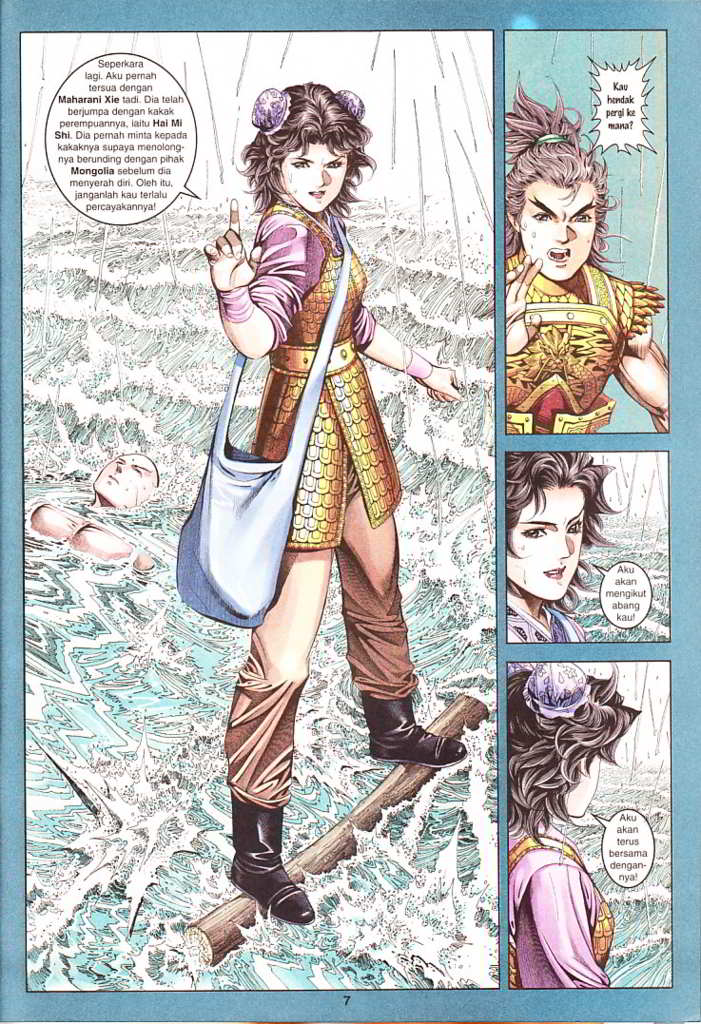 Seperkara
lagi. Aku pernah
tersua dengan
Maharani Xie tadi. Dia telah
berjumpa dengan kakak
perempuannya, iaitu Hai Mi
Shi. Dia pernah minta kepada
kakaknya supaya menolong-
nya berunding dengan pihak
Mongolia sebelum dia
menyerah diri. Oleh itu,
janganlah kau terlalu
percayakannya!
Kau
hendak
pergi ke
mana?
Aku
akan
mengikut
abang
kau!
Aku
akan
terus
bersama
dengan-
nya!
7